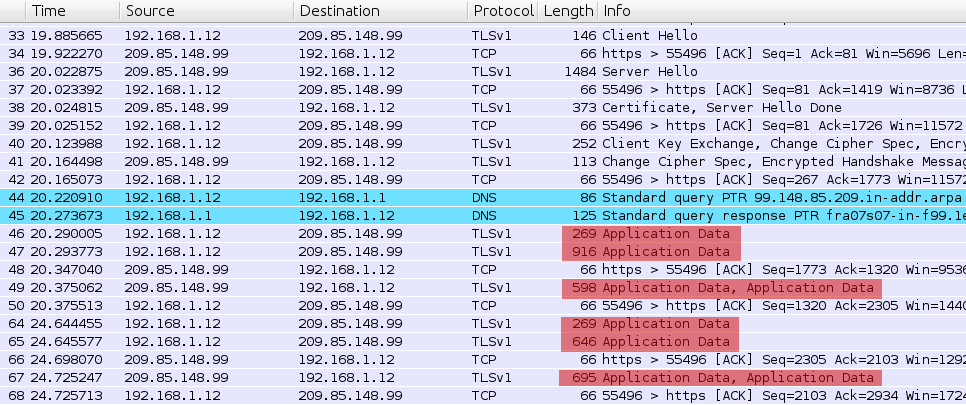 Time Source Destination Protocol Length Info
33 19.885665 192.168.1.12 209.85.148.99 TLSv1 146 Client Hello
34 19.922270 209.85.148.99 192.168.1.12 TCP 66 https > 55496 [ACK] Seq=1 Ack=81 Win=5696 Len=
36 20.022875 209.85.148.99 192.168.1.12 TLSv1 1484 Server Hello
37 20.023392 192.168.1.12 209.85.148.99 TCP 66 55496 > https [ACK] Seq=81 Ack=1419 Win=8736 L
38 20.024815 209.85.148.99 192.168.1.12 TLSv1 373 Certificate, Server Hello Done
39 20.025152 192.168.1.12 209.85.148.99 TCP 66 55496 > https [ACK] Seq=81 Ack=1726 Win=11572
40 20.123988 192.168.1.12 209.85.148.99 TLSv1 252 Client Key Exchange, Change Cipher Spec, Encry
41 20.164498 209.85.148.99 192.168.1.12 TLSv1 113 Change Cipher Spec, Encrypted Handshake Messag
42 20.165073 192.168.1.12 209.85.148.99 TCP 66 55496 > https [ACK] Seq=267 Ack=1773 Win=11572
44 20.220910 192.168.1.12 192.168.1.1 DNS 86 Standard query PTR 99.148.85.209.in-addr.arpa
45 20.273673 192.168.1.1 192.168.1.12 DNS 125 Standard query response PTR fra07s07-in-f99.1e
46 20.290005 192.168.1.12 209.85.148.99 TLSv1 269 Application Data
47 20.293773 192.168.1.12 209.85.148.99 TLSv1 916 Application Data
48 20.347040 209.85.148.99 192.168.1.12 TCP 66 https > 55496 [ACK] Seq=1773 Ack=1320 Win=9536
49 20.375062 209.85.148.99 192.168.1.12 TLSv1 598 Application Data, Application Data
50 20.375513 192.168.1.12 209.85.148.99 TCP 66 55496 > https [ACK] Seq=1320 Ack=2305 Win=1440
64 24.644455 192.168.1.12 209.85.148.99 TLSv1 269 Application Data
65 24.645577 192.168.1.12 209.85.148.99 TLSv1 646 Application Data
66 24.698070 209.85.148.99 192.168.1.12 TCP 66 https > 55496 [ACK] Seq=2305 Ack=2103 Win=1292
67 24.725247 209.85.148.99 192.168.1.12 TLSv1 695 Application Data, Application Data
68 24.725713 192.168.1.12 209.85.148.99 TCP 66 55496 > https [ACK] Seq=2103 Ack=2934 Win=1724